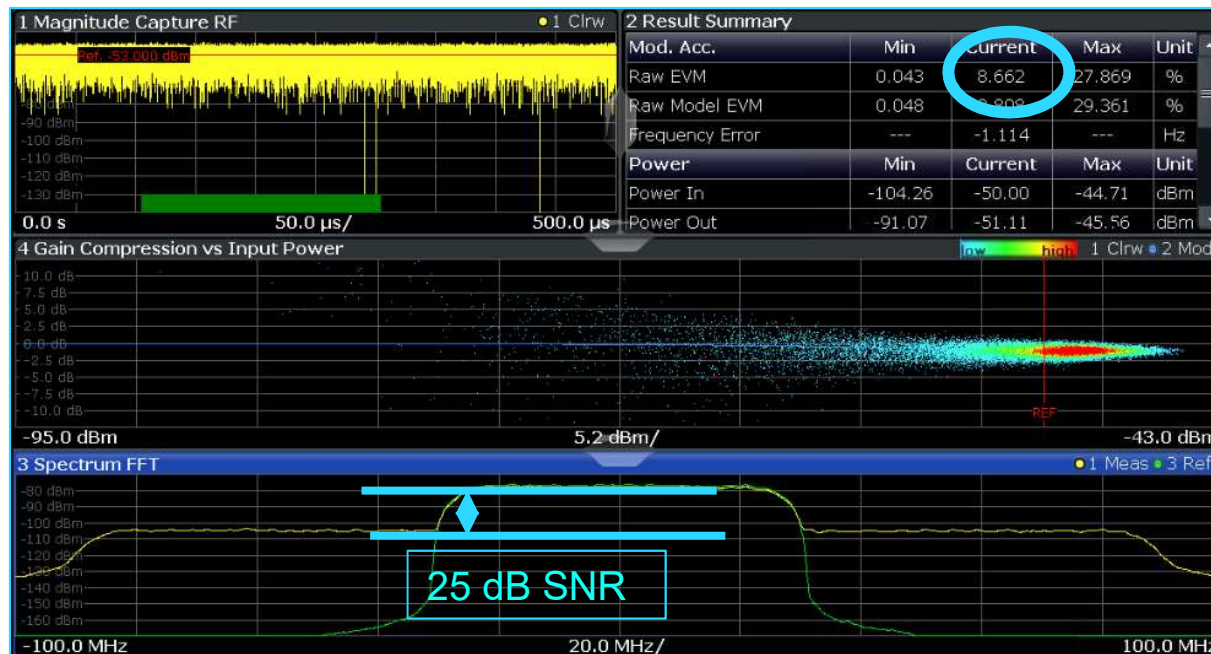 1 Magnitude Capture RF
1 Clrw
Ref. -53.000 dBm
-90 dBm
-100 dBm
-110 dBm
-120 dBm
-130 dBm
0.0 s 50.0 µs/ 500.0 µs
2 Result Summary
Mod. Acc. Min Current Max Unit
Raw EVM 0.043 8.662 27.869 %
Raw Model EVM 0.048 29.361 %
Frequency Error --- -1.114 --- Hz
Power Min Current Max Unit
Power In -104.26 -50.00 -44.71 dBm
Power Out -91.07 -51.11 -45.56 dBm
4 Gain Compression vs Input Power
low high 1 Clrw 2 Mod
10.0 dB
7.5 dB
5.0 dB
2.5 dB
0.0 dB
-2.5 dB
-5.0 dB
-7.5 dB
-10.0 dB
REF
-95.0 dBm 5.2 dBm/ -43.0 dBm
3 Spectrum FFT
1 Meas 3 Ref
-80 dBm
-90 dBm
-100 dBm
-110 dBm
-120 dBm
-130 dBm
-140 dBm
-150 dBm
-160 dBm
25 dB SNR
-100.0 MHz 20.0 MHz/ 100.0 MHz